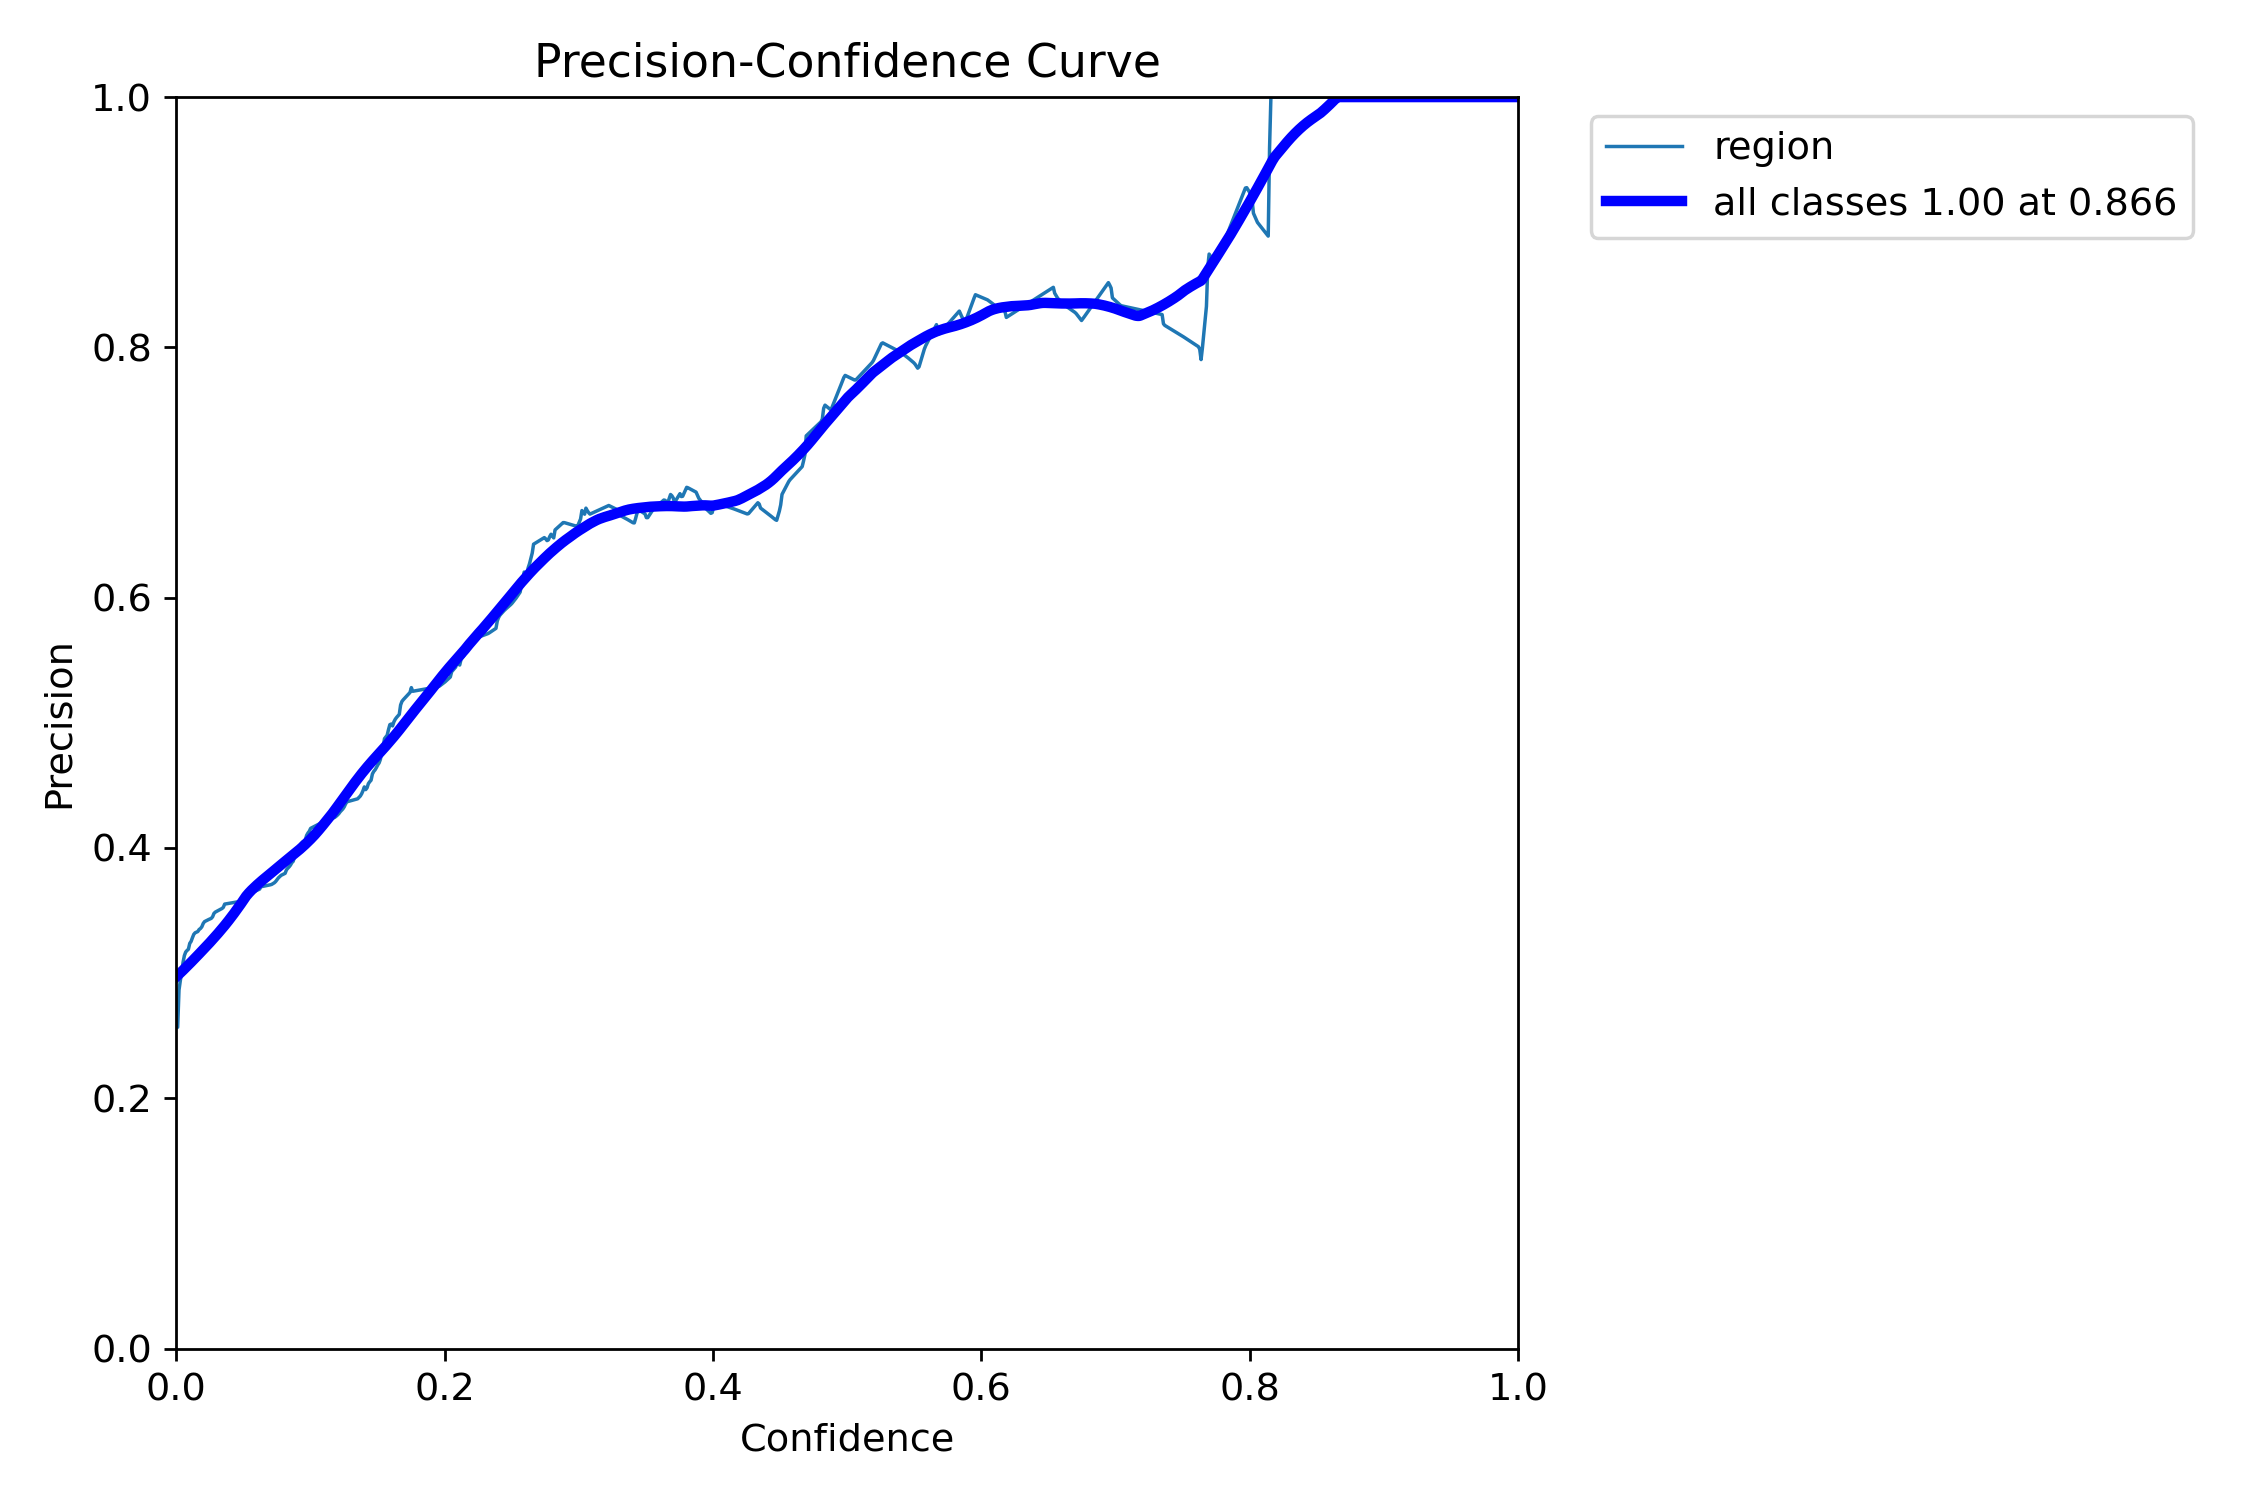 Precision-Confidence Curve
region
all classes 1.00 at 0.866
Precision
1.0
0.8
0.6
0.4
0.2
0.0
0.0 0.2 0.4 0.6 0.8 1.0
Confidence